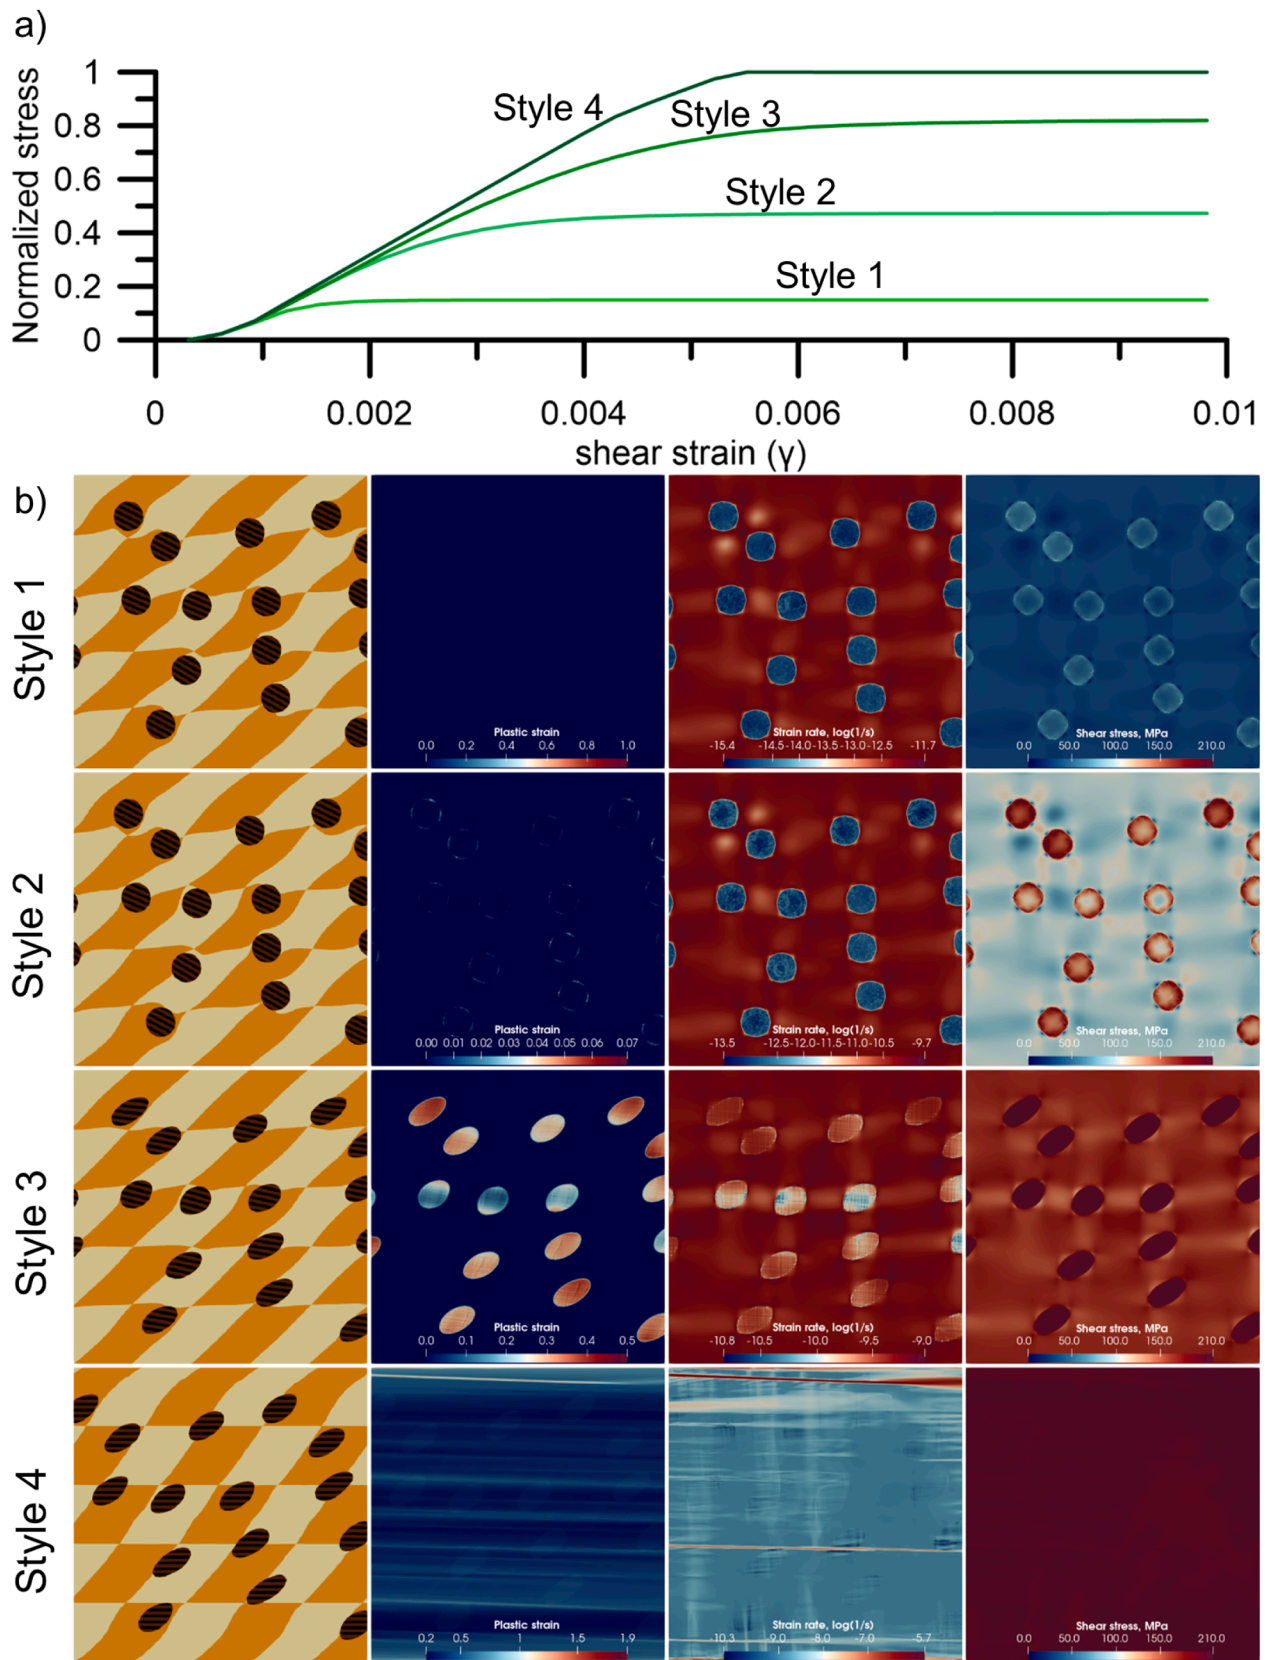 a)
Normalized stress
1
0.8
0.6
0.4
0.2
0
Style 4
Style 3
Style 2
Style 1
0 0.002 0.004 0.006 0.008 0.01
shear strain (γ)
b)
Style 1
Plastic strain
0.0 0.2 0.4 0.6 0.8 1.0
Strain rate, log(1/s)
-15.4 -14.5 -14.0 -13.5 -13.0 -12.5 -11.7
Shear stress, MPa
0.0 50.0 100.0 150.0 210.0
Style 2
Plastic strain
0.00 0.01 0.02 0.03 0.04 0.05 0.06 0.07
Strain rate, log(1/s)
-13.5 -12.5 -12.0 -11.5 -11.0 -10.5 -9.7
Shear stress, MPa
0.0 50.0 100.0 150.0 210.0
Style 3
Plastic strain
0.0 0.1 0.2 0.3 0.4 0.5
Strain rate, log(1/s)
-10.8 -10.5 -10.0 -9.5 -9.0
Shear stress, MPa
0.0 50.0 100.0 150.0 210.0
Style 4
Plastic strain
0.2 0.5 1 1.5 1.9
Strain rate, log(1/s)
-10.3 -9.0 -8.0 -7.0 -5.7
Shear stress, MPa
0.0 50.0 100.0 150.0 210.0